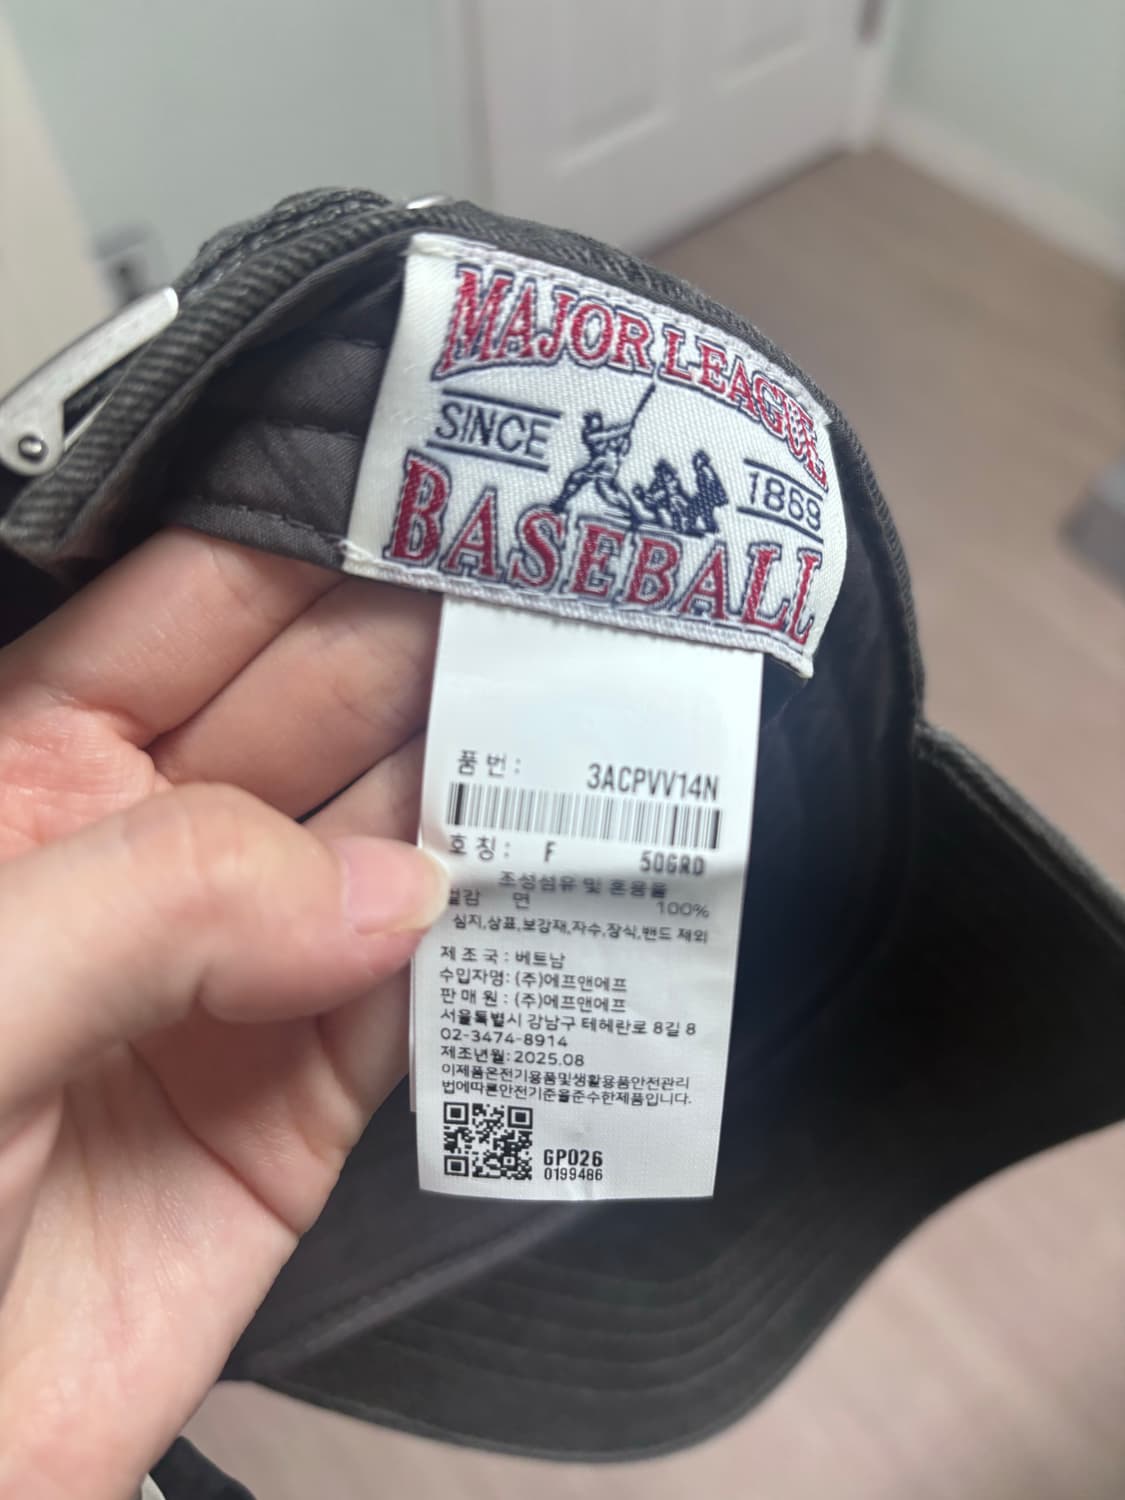 MAJOR LEAGUE
SINCE 1869
BASEBALL
품 번 : 3ACPVV14N
호 칭 : F 50GRD
조성섬유 및 혼용율
겉감 면 100%
심지,상표,보강재,자수,장식,밴드 제외
제 조 국 : 베트남
수입자명: (주)에프앤에프
판 매 원 : (주)에프앤에프
서울특별시 강남구 테헤란로 8길 8
02-3474-8914
제조년월: 2025.08
이제품은전기용품및생활용품안전관리
법에따른안전기준을준수한제품입니다.
GP026
0199486